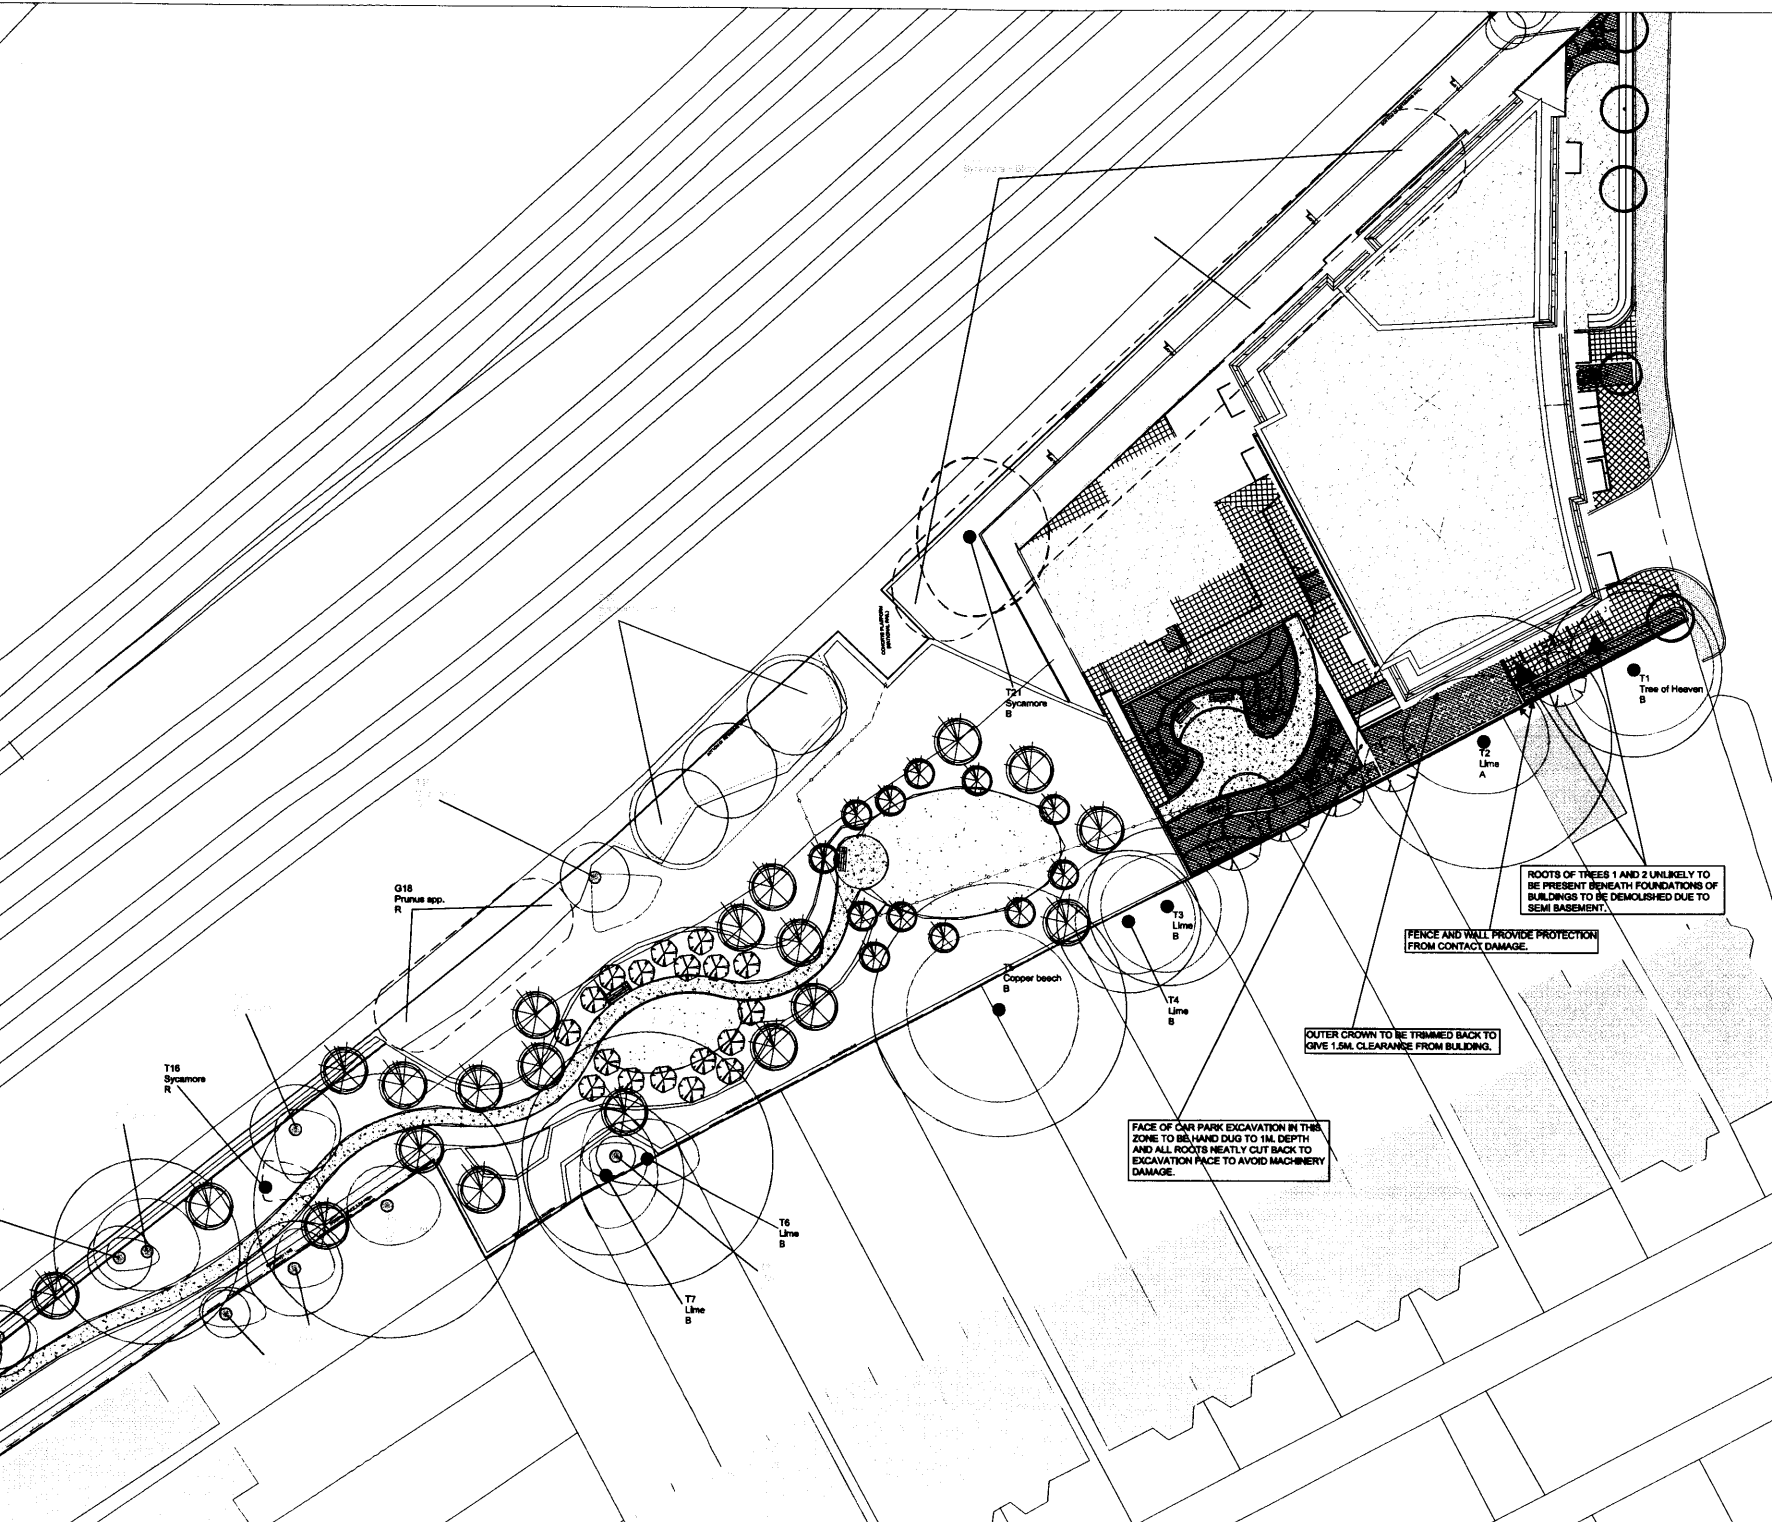 T21
Sycamore
B
T1
Tree of Heaven
B
T2
Lime
A
CONCRETE PLATFORM
ROOTS OF TREES 1 AND 2 UNLIKELY TO
BE PRESENT BENEATH FOUNDATIONS OF
BUILDINGS TO BE DEMOLISHED DUE TO
SEMI BASEMENT.
G18
Prunus spp.
R
T3
Lime
B
FENCE AND WALL PROVIDE PROTECTION
FROM CONTACT DAMAGE.
T5
Copper beech
B
T4
Lime
B
OUTER CROWN TO BE TRIMMED BACK TO
GIVE 1.5M. CLEARANCE FROM BUILDING.
T16
Sycamore
R
FACE OF CAR PARK EXCAVATION IN THIS
ZONE TO BE HAND DUG TO 1M. DEPTH
AND ALL ROOTS NEATLY CUT BACK TO
EXCAVATION FACE TO AVOID MACHINERY
DAMAGE.
T6
Lime
B
T7
Lime
B